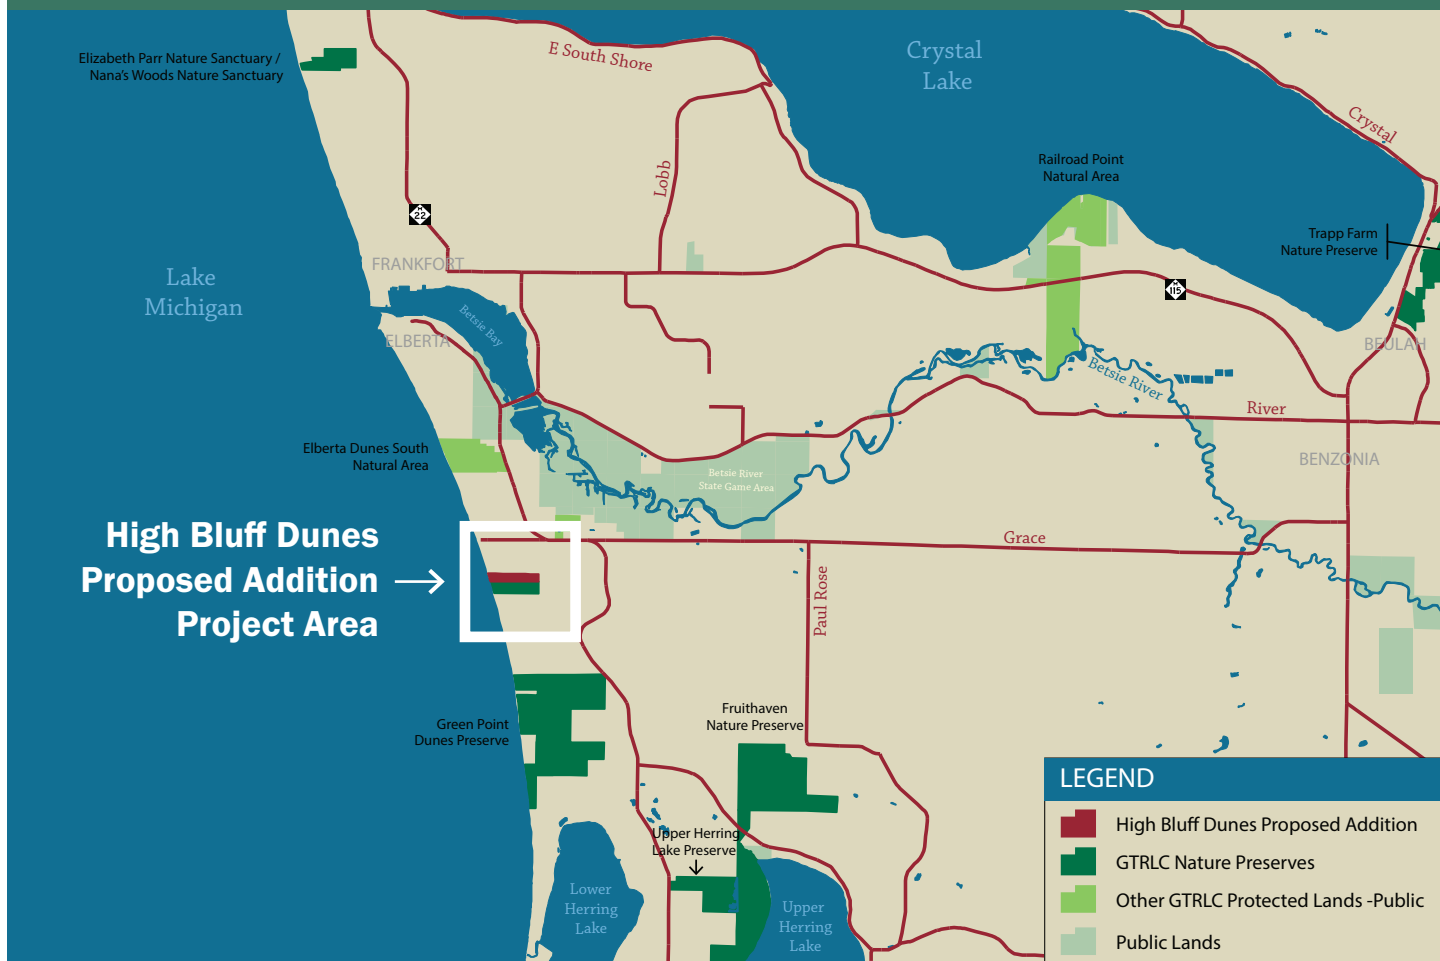 Elizabeth Parr Nature Sanctuary /
Nana's Woods Nature Sanctuary
E South Shore
Crystal
Lake
Crystal
Lobb
Railroad Point
Natural Area
M
22
Trapp Farm
Nature Preserve
FRANKFORT
Lake
Michigan
M
115
Betsie Bay
ELBERTA
BEULAH
Betsie River
River
Elberta Dunes South
Natural Area
BENZONIA
Betsie River
State Game Area
High Bluff Dunes
Proposed Addition
Project Area
Grace
Paul Rose
Green Point
Dunes Preserve
Fruithaven
Nature Preserve
Upper Herring
Lake Preserve
Lower
Herring
Lake
Upper
Herring
Lake
LEGEND
High Bluff Dunes Proposed Addition
GTRLC Nature Preserves
Other GTRLC Protected Lands -Public
Public Lands